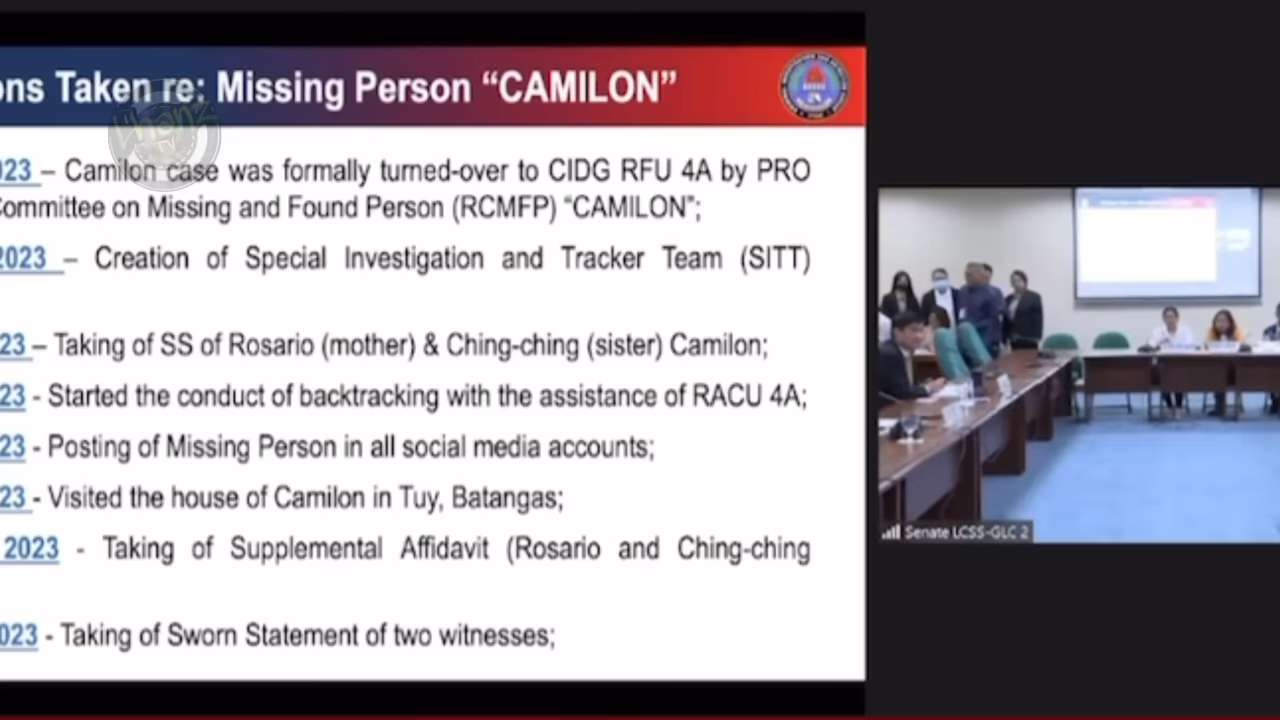 ons Taken re: Missing Person “CAMILON”
023 – Camilon case was formally turned-over to CIDG RFU 4A by PRO
Committee on Missing and Found Person (RCMFP) “CAMILON”;
2023 – Creation of Special Investigation and Tracker Team (SITT)
23 – Taking of SS of Rosario (mother) & Ching-ching (sister) Camilon;
23 - Started the conduct of backtracking with the assistance of RACU 4A;
23 - Posting of Missing Person in all social media accounts;
23 - Visited the house of Camilon in Tuy, Batangas;
2023 - Taking of Supplemental Affidavit (Rosario and Ching-ching
023 - Taking of Sworn Statement of two witnesses;
Senate LCSS-GLC 2